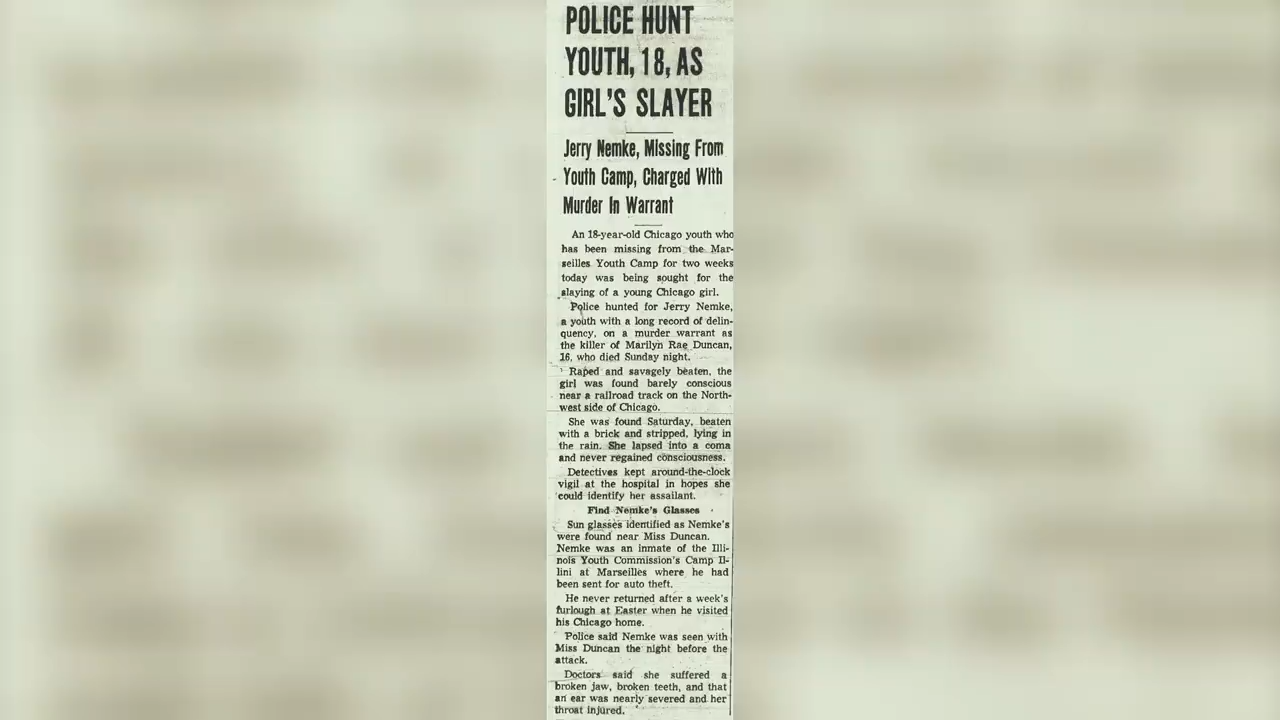 POLICE HUNT
YOUTH, 18, AS
GIRL'S SLAYER
Jerry Nemke, Missing From
Youth Camp, Charged With
Murder In Warrant
An 18-year-old Chicago youth who
has been missing from the Mar-
seilles Youth Camp for two weeks
today was being sought for the
slaying of a young Chicago girl.
Police hunted for Jerry Nemke,
a youth with a long record of delin-
quency, on a murder warrant as
the killer of Marilyn Rae Duncan,
16, who died Sunday night.
Raped and savagely beaten, the
girl was found barely conscious
near a railroad track on the North-
west side of Chicago.
She was found Saturday, beaten
with a brick and stripped, lying in
the rain. She lapsed into a coma
and never regained consciousness.
Detectives kept around-the-clock
vigil at the hospital in hopes she
could identify her assailant.
Find Nemke's Glasses
Sun glasses identified as Nemke's
were found near Miss Duncan.
Nemke was an inmate of the Illi-
nois Youth Commission's Camp Il-
lini at Marseilles where he had
been sent for auto theft.
He never returned after a week's
furlough at Easter when he visited
his Chicago home.
Police said Nemke was seen with
Miss Duncan the night before the
attack.
Doctors said she suffered a
broken jaw, broken teeth, and that
an ear was nearly severed and her
throat injured.